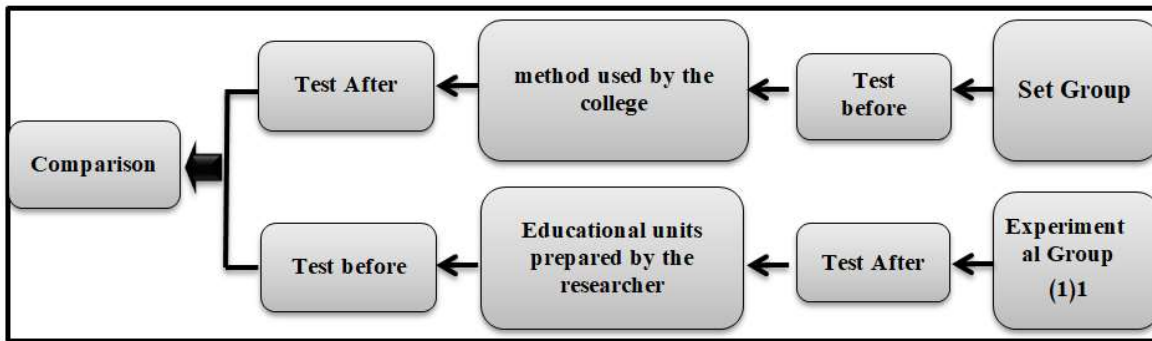 Set Group
Test
before
method used by the
college
Test After
Comparison
Experiment
al Group
(1)1
Test After
Educational units
prepared by the
researcher
Test before